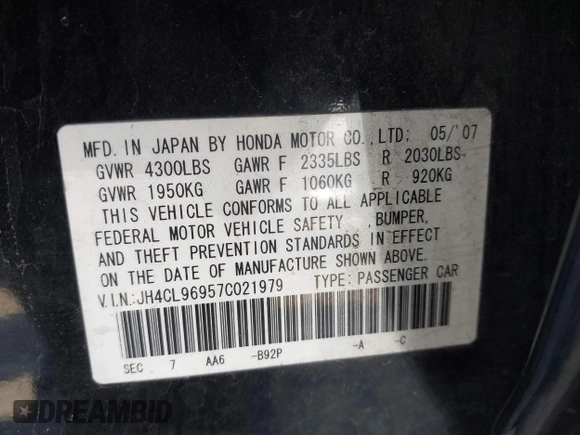 MFD. IN JAPAN BY HONDA MOTOR CO.,LTD: 05/'07
GVWR 4300LBS GAWR F 2335LBS R 2030LBS
GVWR 1950KG GAWR F 1060KG R 920KG
THIS VEHICLE CONFORMS TO ALL APPLICABLE
FEDERAL MOTOR VEHICLE SAFETY ,BUMPER,
AND THEFT PREVENTION STANDARDS IN EFFECT
ON THE DATE OF MANUFACTURE SHOWN ABOVE.
V.I.N:JH4CL96957C021979 TYPE: PASSENGER CAR
SEC 7 AA6 -B92P -A -C
DREAMBID